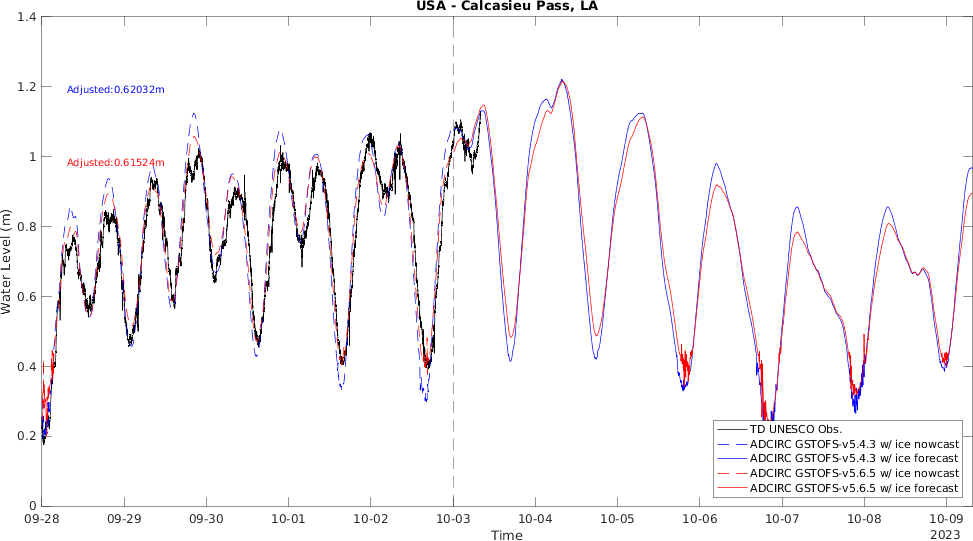 USA - Calcasieu Pass, LA
1.4
1.2
1
0.8
0.6
0.4
0.2
0
Water Level (m)
Adjusted:0.62032m
Adjusted:0.61524m
TD UNESCO Obs.
ADCIRC GSTOFS-v5.4.3 w/ ice nowcast
ADCIRC GSTOFS-v5.4.3 w/ ice forecast
ADCIRC GSTOFS-v5.6.5 w/ ice nowcast
ADCIRC GSTOFS-v5.6.5 w/ ice forecast
09-28 09-29 09-30 10-01 10-02 10-03 10-04 10-05 10-06 10-07 10-08 10-09
2023
Time